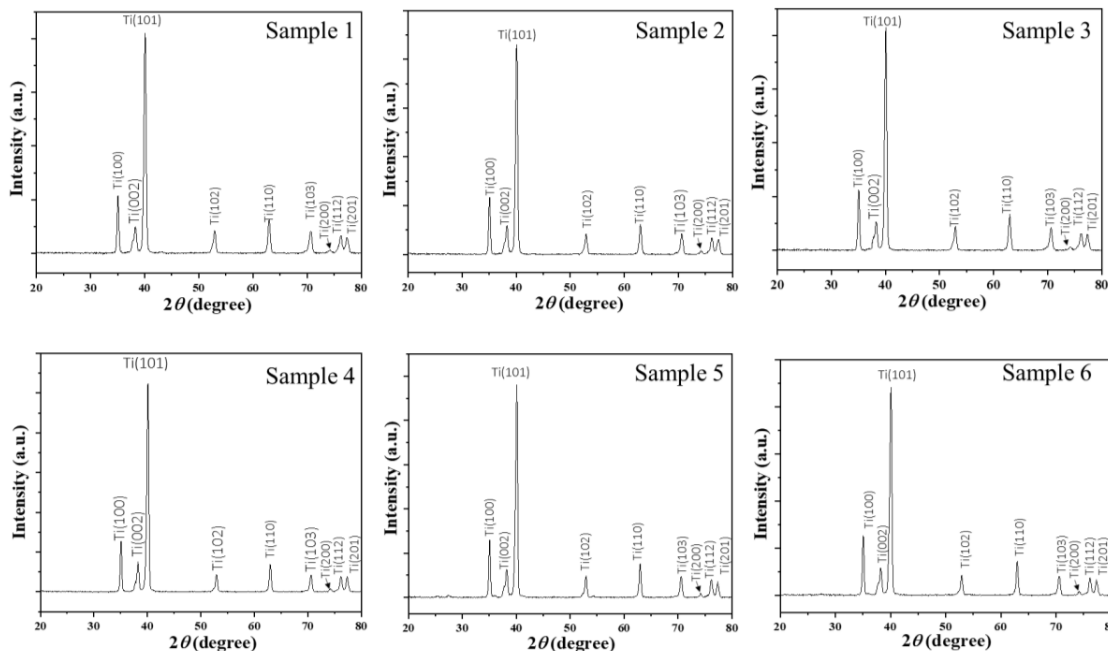 Ti(101)
Sample 1
Intensity (a.u.)
Ti(100)
Ti(002)
Ti(102)
Ti(110)
Ti(103)
Ti(200)
Ti(112)
Ti(201)
20 30 40 50 60 70 80
2θ (degree)
Ti(101)
Sample 2
Intensity (a.u.)
Ti(100)
Ti(002)
Ti(102)
Ti(110)
Ti(103)
Ti(200)
Ti(112)
Ti(201)
20 30 40 50 60 70 80
2θ (degree)
Ti(101)
Sample 3
Intensity (a.u.)
Ti(100)
Ti(002)
Ti(102)
Ti(110)
Ti(103)
Ti(200)
Ti(112)
Ti(201)
20 30 40 50 60 70 80
2θ (degree)
Ti(101)
Sample 4
Intensity (a.u.)
Ti(100)
Ti(002)
Ti(102)
Ti(110)
Ti(103)
Ti(200)
Ti(112)
Ti(201)
20 30 40 50 60 70 80
2θ (degree)
Ti(101)
Sample 5
Intensity (a.u.)
Ti(100)
Ti(002)
Ti(102)
Ti(110)
Ti(103)
Ti(200)
Ti(112)
Ti(201)
20 30 40 50 60 70 80
2θ (degree)
Ti(101)
Sample 6
Intensity (a.u.)
Ti(100)
Ti(002)
Ti(102)
Ti(110)
Ti(103)
Ti(200)
Ti(112)
Ti(201)
20 30 40 50 60 70 80
2θ (degree)